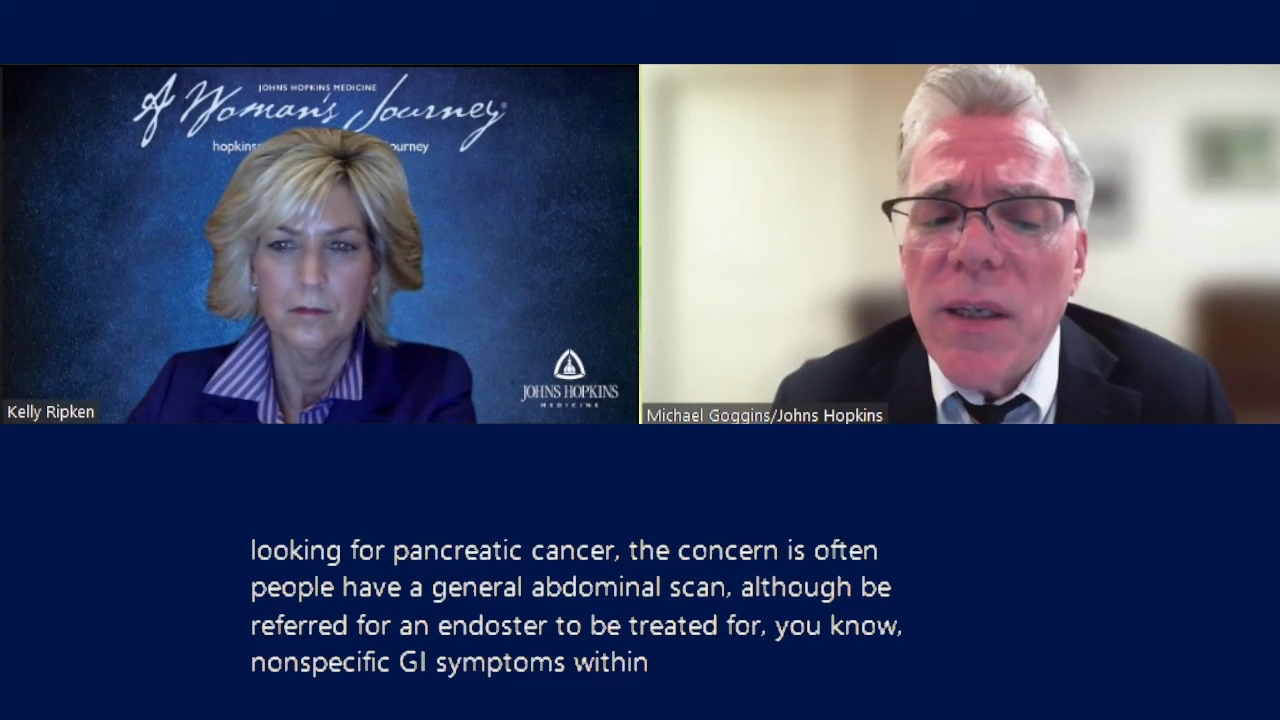 JOHNS HOPKINS MEDICINE
A Woman's Journey®
hopkins ourney
JOHNS HOPKINS
MEDICINE
Kelly Ripken
Michael Goggins/Johns Hopkins
looking for pancreatic cancer, the concern is often
people have a general abdominal scan, although be
referred for an endoster to be treated for, you know,
nonspecific GI symptoms within